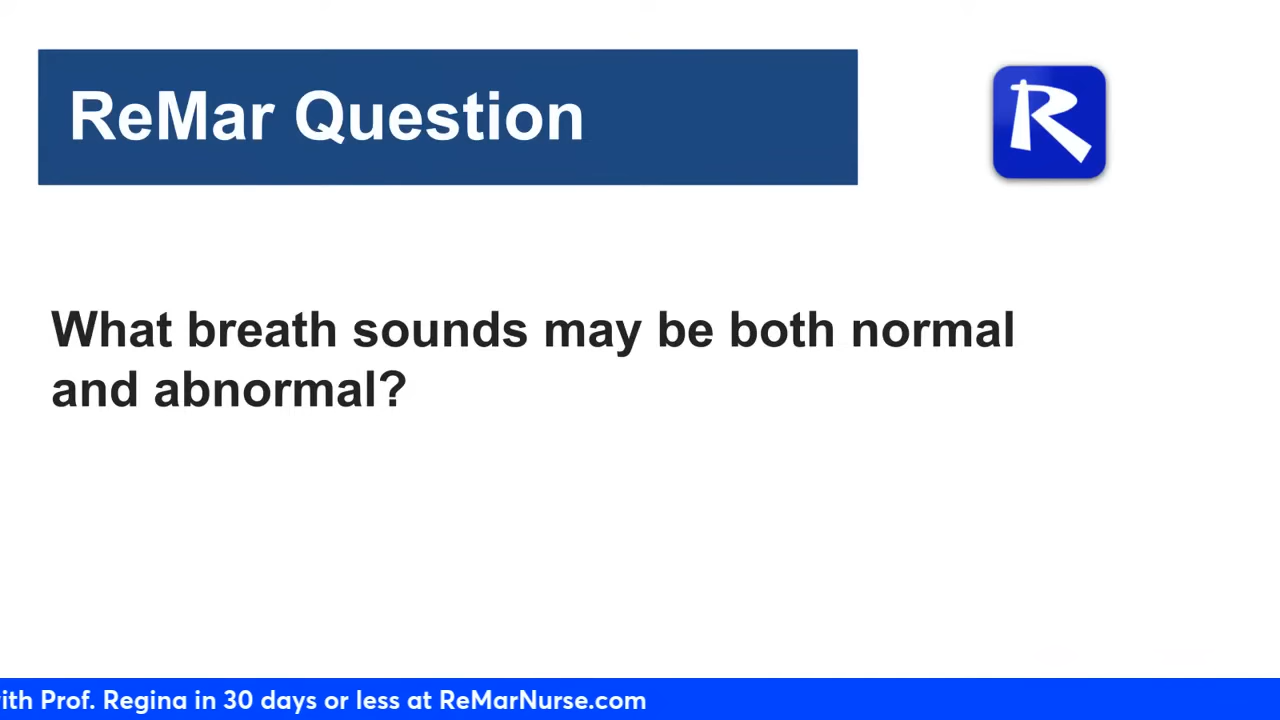 ReMar Question
R
What breath sounds may be both normal
and abnormal?
with Prof. Regina in 30 days or less at ReMarNurse.com